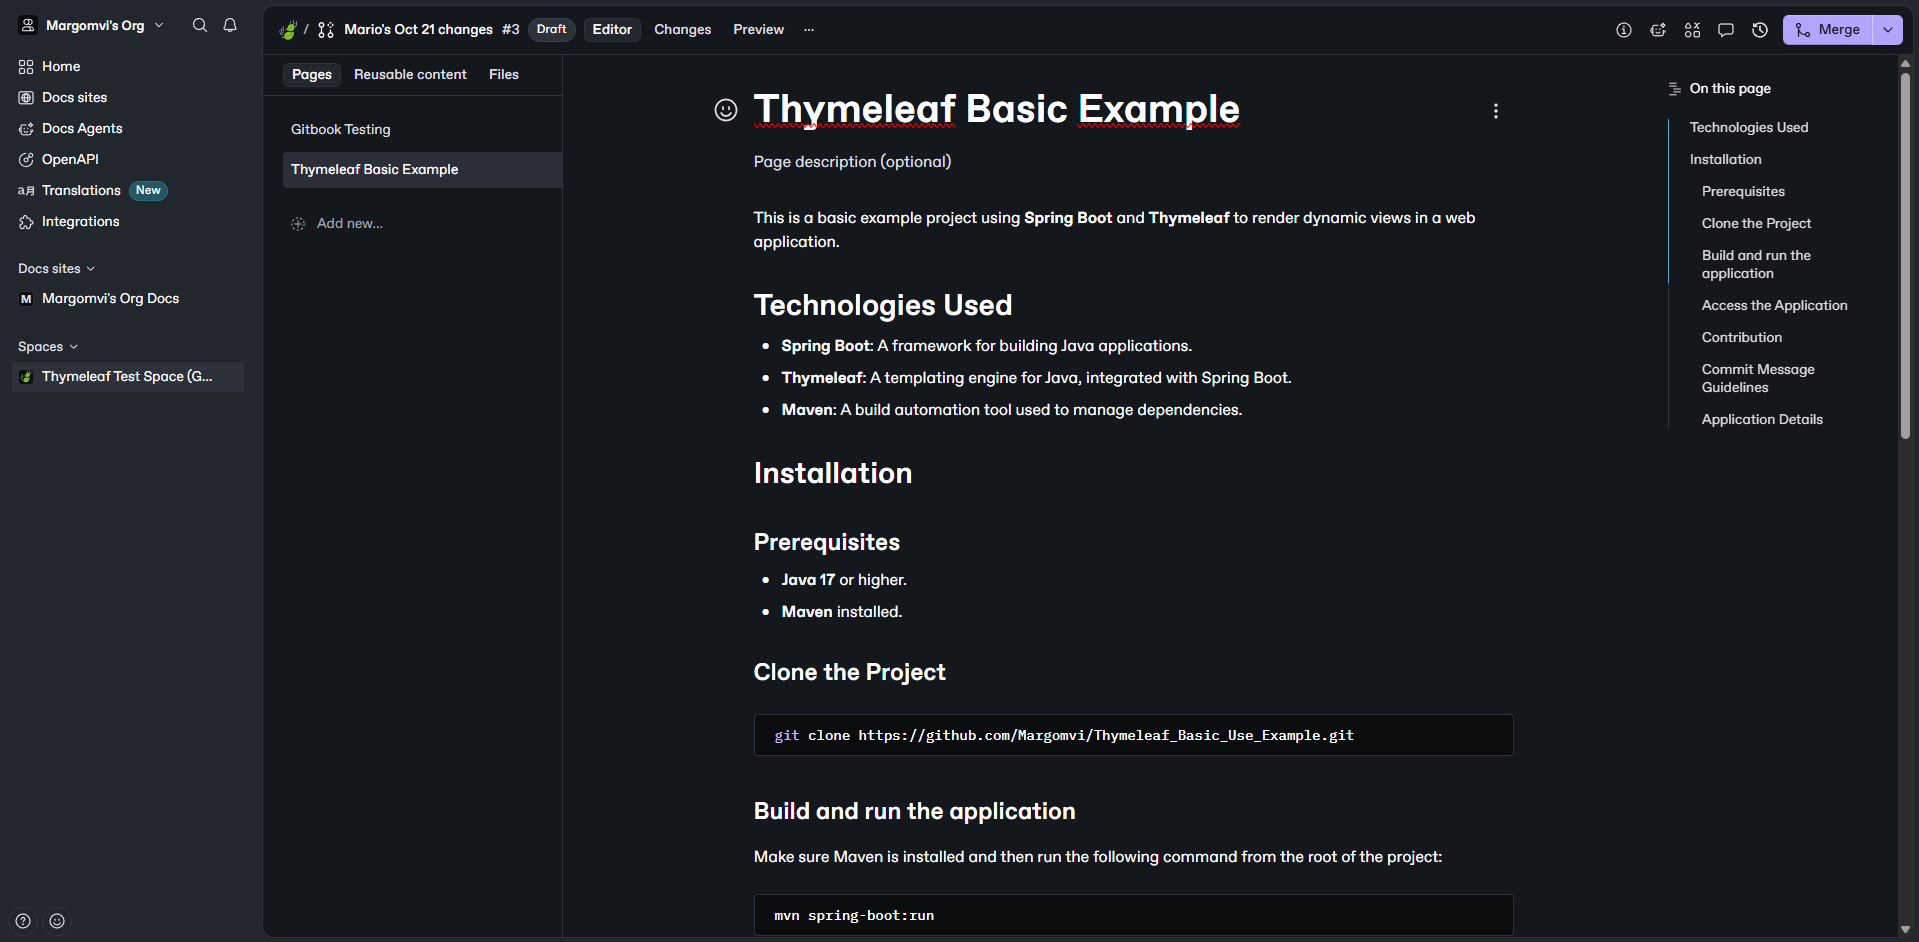 Margomvi's Org
Home
Docs sites
Docs Agents
OpenAPI
Translations New
Integrations
Docs sites
M Margomvi's Org Docs
Spaces
Thymeleaf Test Space (G...
/ Mario's Oct 21 changes #3 Draft Editor Changes Preview ...
Merge
Pages Reusable content Files
Gitbook Testing
Thymeleaf Basic Example
Add new...
Thymeleaf Basic Example
Page description (optional)
This is a basic example project using Spring Boot and Thymeleaf to render dynamic views in a web
application.
Technologies Used
• Spring Boot: A framework for building Java applications.
• Thymeleaf: A templating engine for Java, integrated with Spring Boot.
• Maven: A build automation tool used to manage dependencies.
Installation
Prerequisites
• Java 17 or higher.
• Maven installed.
Clone the Project
git clone https://github.com/Margomvi/Thymeleaf_Basic_Use_Example.git
Build and run the application
Make sure Maven is installed and then run the following command from the root of the project:
mvn spring-boot:run
On this page
Technologies Used
Installation
Prerequisites
Clone the Project
Build and run the
application
Access the Application
Contribution
Commit Message
Guidelines
Application Details